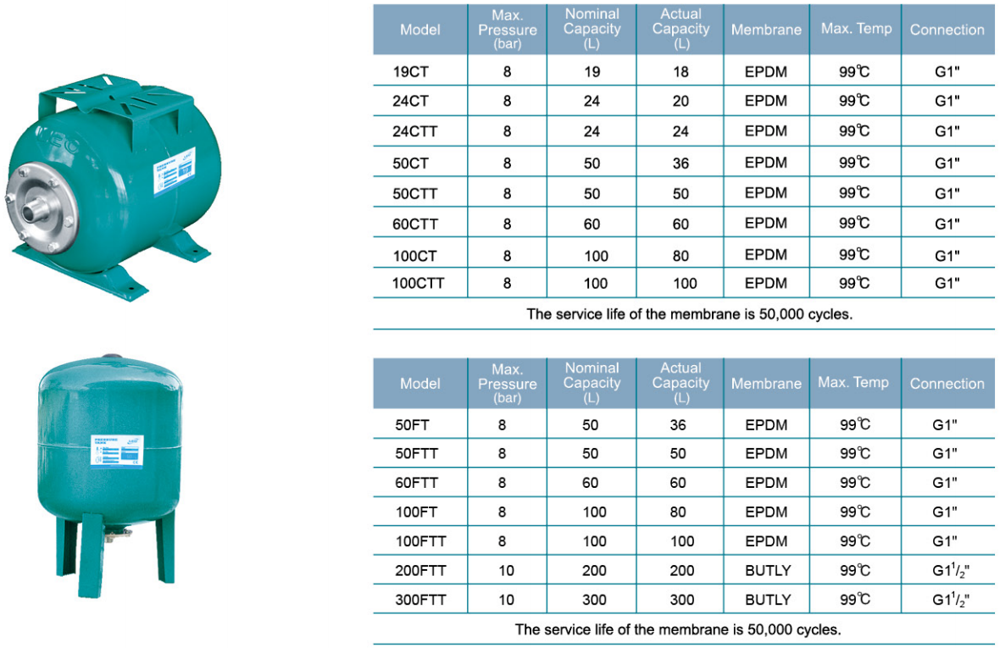 Model Max. Pressure (bar) Nominal Capacity (L) Actual Capacity (L) Membrane Max. Temp Connection
19CT 8 19 18 EPDM 99℃ G1"
24CT 8 24 20 EPDM 99℃ G1"
24CTT 8 24 24 EPDM 99℃ G1"
50CT 8 50 36 EPDM 99℃ G1"
50CTT 8 50 50 EPDM 99℃ G1"
60CTT 8 60 60 EPDM 99℃ G1"
100CT 8 100 80 EPDM 99℃ G1"
100CTT 8 100 100 EPDM 99℃ G1"
The service life of the membrane is 50,000 cycles.
Model Max. Pressure (bar) Nominal Capacity (L) Actual Capacity (L) Membrane Max. Temp Connection
50FT 8 50 36 EPDM 99℃ G1"
50FTT 8 50 50 EPDM 99℃ G1"
60FTT 8 60 60 EPDM 99℃ G1"
100FT 8 100 80 EPDM 99℃ G1"
100FTT 8 100 100 EPDM 99℃ G1"
200FTT 10 200 200 BUTLY 99℃ G1¹/₂"
300FTT 10 300 300 BUTLY 99℃ G1¹/₂"
The service life of the membrane is 50,000 cycles.